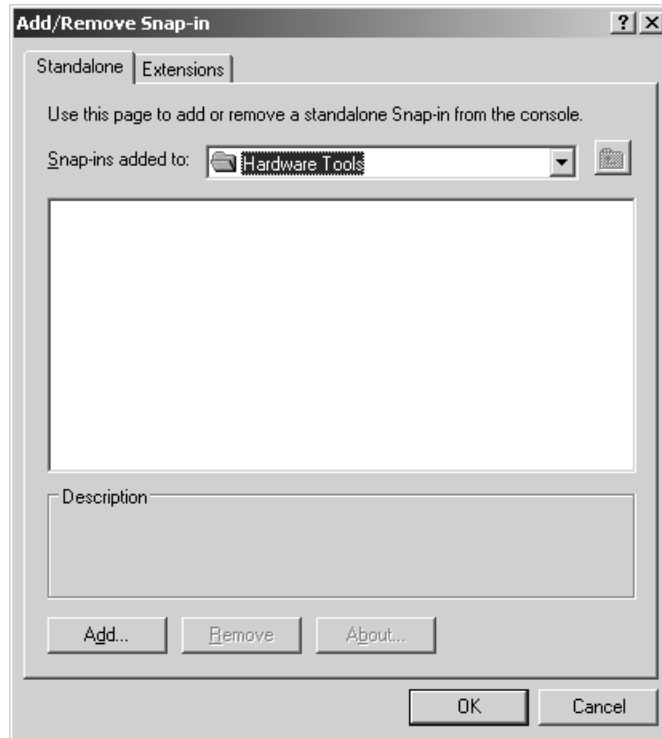 Add/Remove Snap-in
Standalone Extensions
Use this page to add or remove a standalone Snap-in from the console.
Snap-ins added to: Hardware Tools
Description
Add... Remove About...
OK Cancel